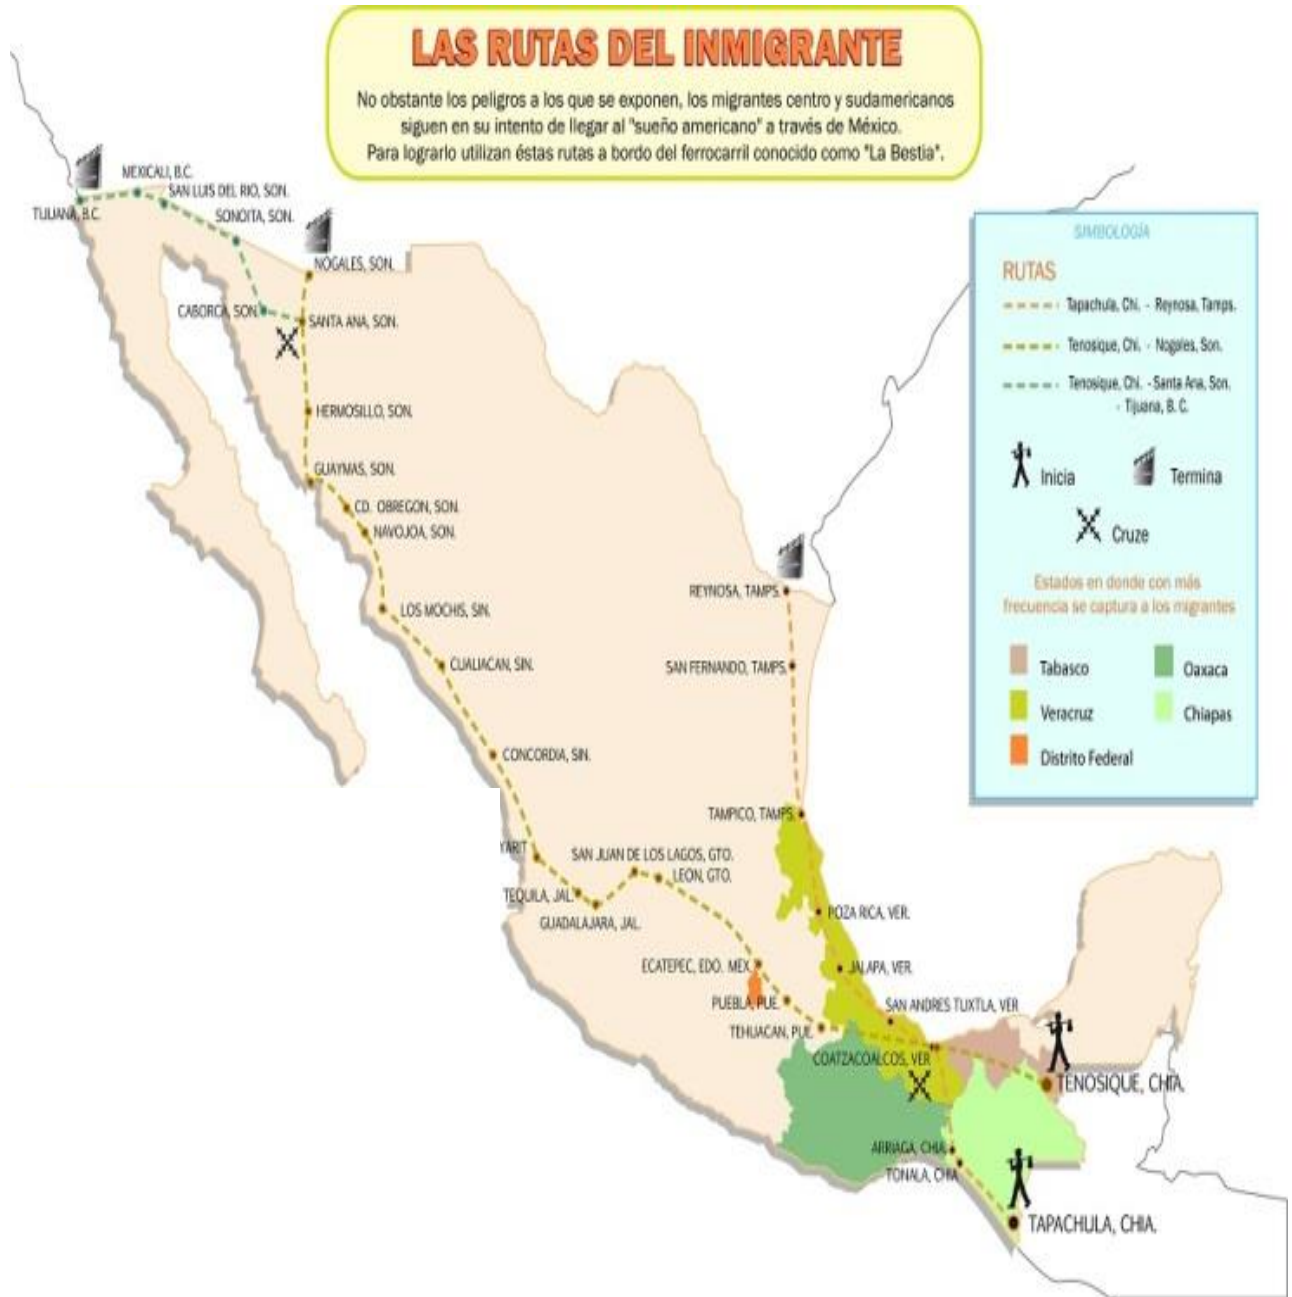 LAS RUTAS DEL INMIGRANTE
No obstante los peligros a los que se exponen, los migrantes centro y sudamericanos
siguen en su intento de llegar al "sueño americano" a través de México.
Para lograrlo utilizan éstas rutas a bordo del ferrocarril conocido como "La Bestia".
MEXICALI, B.C.
SAN LUIS DEL RIO, SON.
TIJUANA, B.C.
SONOITA, SON.
NOGALES, SON.
CABORCA, SON.
SANTA ANA, SON.
HERMOSILLO, SON.
GUAYMAS, SON.
CD. OBREGON, SON.
NAVOJOA, SON.
LOS MOCHIS, SIN.
CUALIACAN, SIN.
CONCORDIA, SIN.
YARIT
TEQUILA, JAL.
GUADALAJARA, JAL.
SAN JUAN DE LOS LAGOS, GTO.
LEON, GTO.
ECATEPEC, EDO. MEX.
PUEBLA, PUE.
TEHUACAN, PUE.
REYNOSA, TAMPS.
SAN FERNANDO, TAMPS.
TAMPICO, TAMPS.
POZA RICA, VER.
JALAPA, VER.
SAN ANDRES TUXTLA, VER
COATZACOALCOS, VER
TENOSIQUE, CHIA.
ARRIAGA, CHIA.
TONALA, CHIA
TAPACHULA, CHIA.
SIMBOLOGÍA
RUTAS
Tapachula, Chi. - Reynosa, Tamps.
Tenosique, Chi. - Nogales, Son.
Tenosique, Chi. - Santa Ana, Son.
- Tijuana, B. C.
Inicia
Termina
Cruze
Estados en donde con más
frecuencia se captura a los migrantes
Tabasco
Oaxaca
Veracruz
Chiapas
Distrito Federal